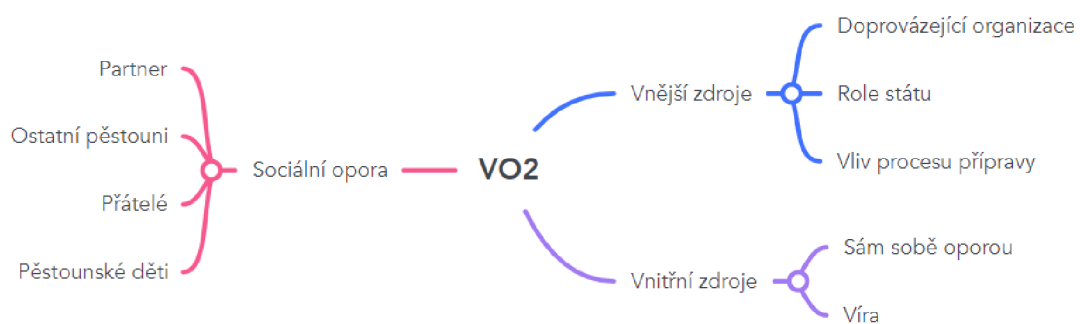 Partner
Ostatní pěstouni
Přátelé
Pěstounské děti
Sociální opora
VO2
Vnější zdroje
Doprovázející organizace
Role státu
Vliv procesu přípravy
Vnitřní zdroje
Sám sobě oporou
Víra